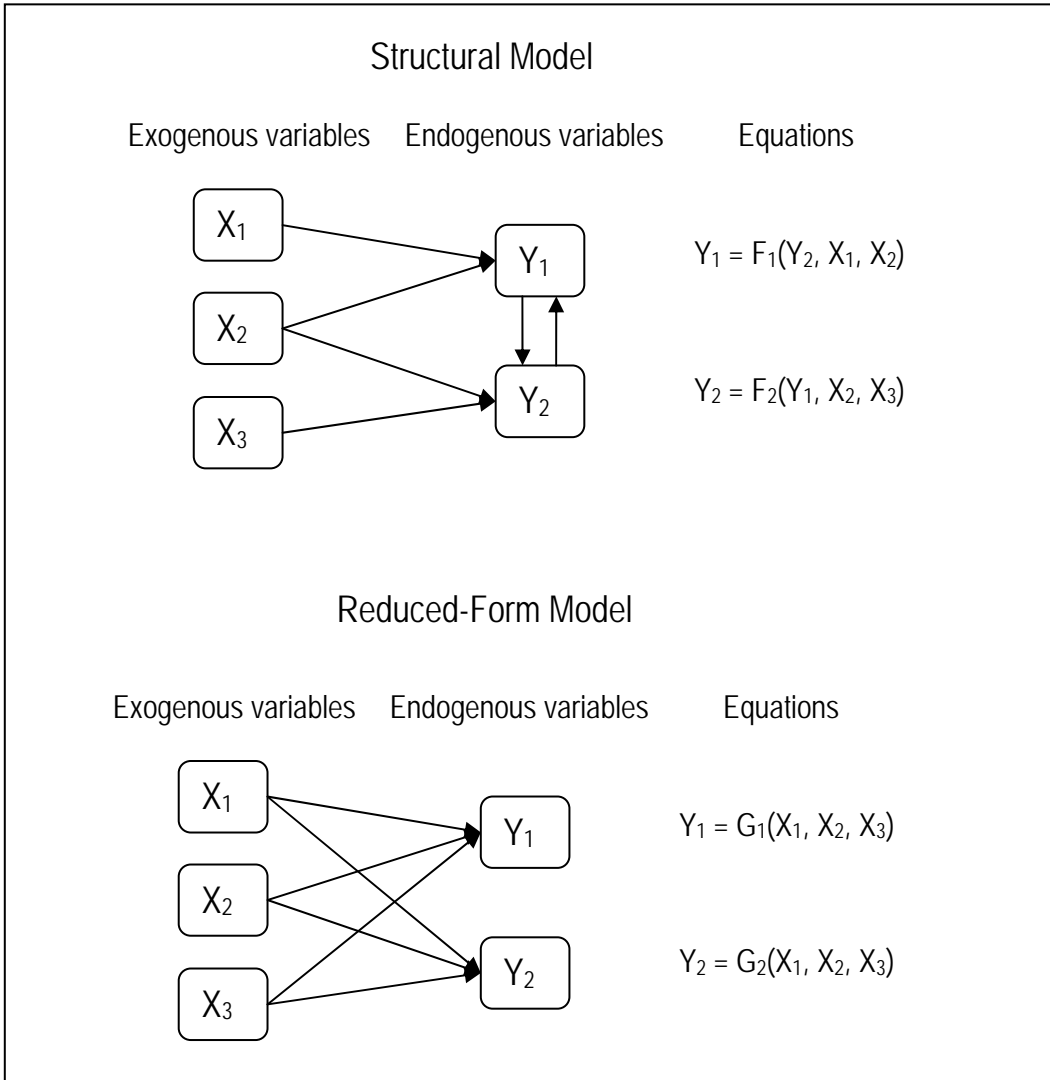 Structural Model
Exogenous variables Endogenous variables Equations
X₁
Y₁ Y₁ = F₁(Y₂, X₁, X₂)
X₂
Y₂ Y₂ = F₂(Y₁, X₂, X₃)
X₃
Reduced-Form Model
Exogenous variables Endogenous variables Equations
X₁
Y₁ Y₁ = G₁(X₁, X₂, X₃)
X₂
Y₂ Y₂ = G₂(X₁, X₂, X₃)
X₃